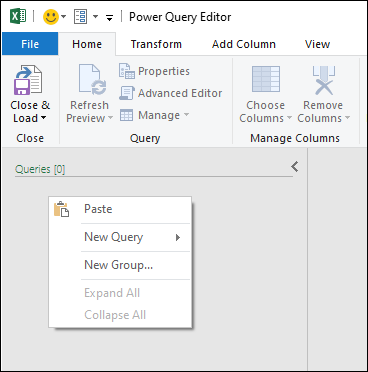 Power Query Editor
File Home Transform Add Column View
Close & Load
Refresh Preview
Properties
Advanced Editor
Manage
Choose Columns
Remove Columns
Close
Query
Manage Columns
Queries [0]
Paste
New Query
New Group...
Expand All
Collapse All